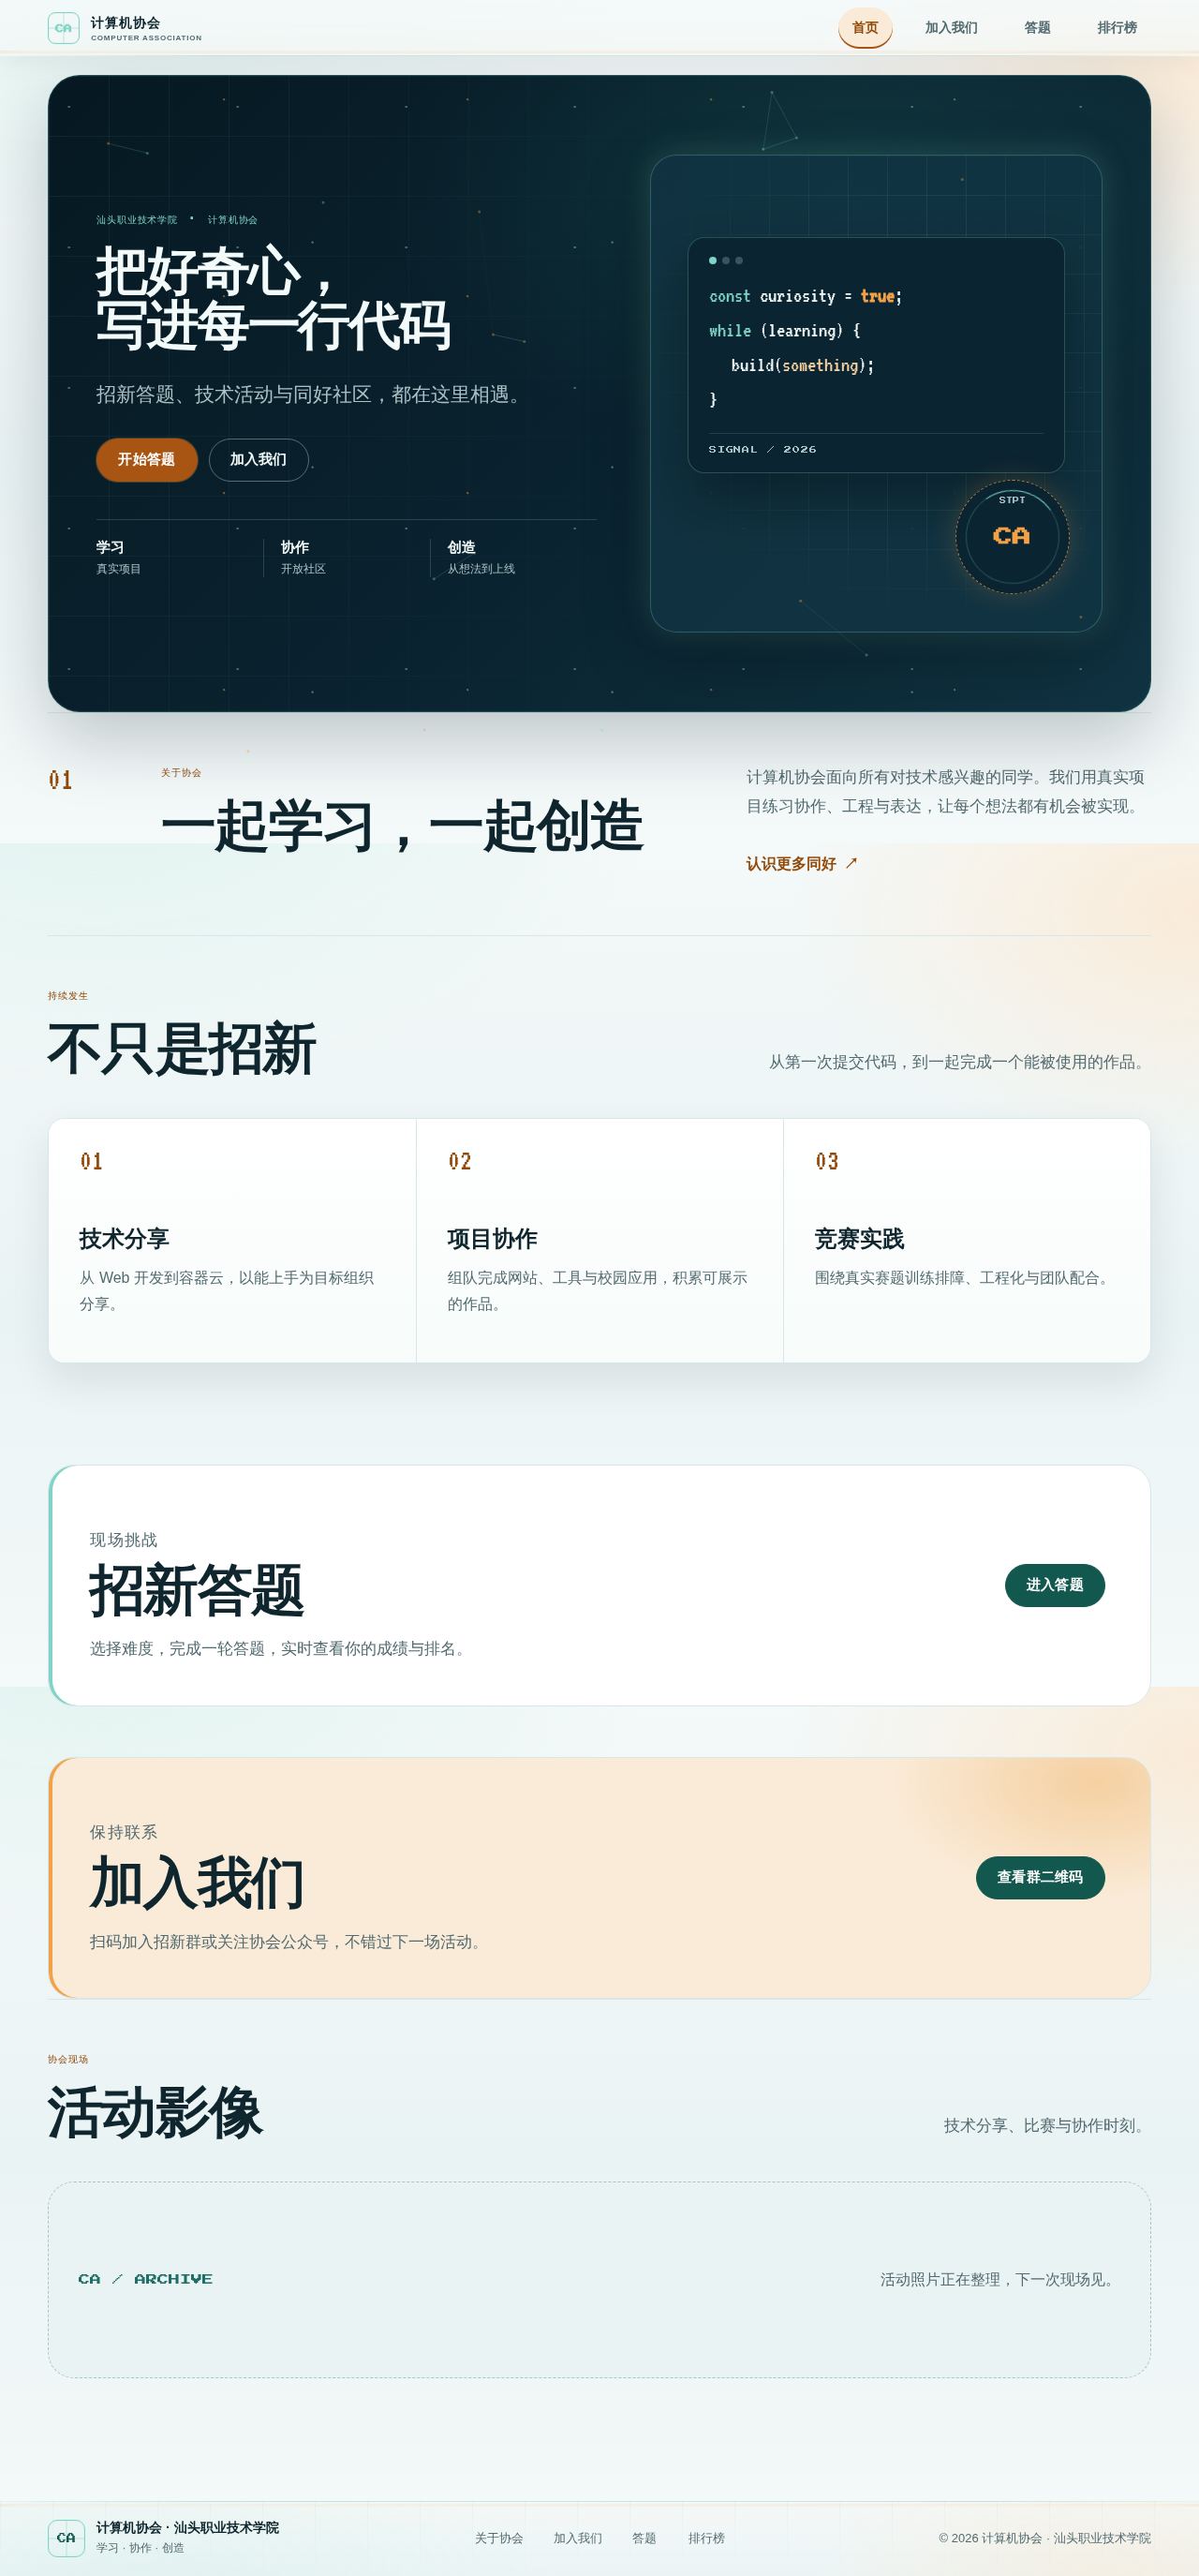 CA
计算机协会
COMPUTER ASSOCIATION
首页
加入我们
答题
排行榜
汕头职业技术学院 • 计算机协会
把好奇心，
写进每一行代码
招新答题、技术活动与同好社区，都在这里相遇。
开始答题
加入我们
学习
真实项目
协作
开放社区
创造
从想法到上线
const curiosity = true;
while (learning) {
build(something);
}
SIGNAL / 2026
STPT
CA
01
关于协会
一起学习，一起创造
计算机协会面向所有对技术感兴趣的同学。我们用真实项
目练习协作、工程与表达，让每个想法都有机会被实现。
认识更多同好 ↗
持续发生
不只是招新
从第一次提交代码，到一起完成一个能被使用的作品。
01
技术分享
从 Web 开发到容器云，以能上手为目标组织
分享。
02
项目协作
组队完成网站、工具与校园应用，积累可展示
的作品。
03
竞赛实践
围绕真实赛题训练排障、工程化与团队配合。
现场挑战
招新答题
选择难度，完成一轮答题，实时查看你的成绩与排名。
进入答题
保持联系
加入我们
扫码加入招新群或关注协会公众号，不错过下一场活动。
查看群二维码
协会现场
活动影像
技术分享、比赛与协作时刻。
CA / ARCHIVE
活动照片正在整理，下一次现场见。
CA
计算机协会 · 汕头职业技术学院
学习 · 协作 · 创造
关于协会
加入我们
答题
排行榜
© 2026 计算机协会 · 汕头职业技术学院